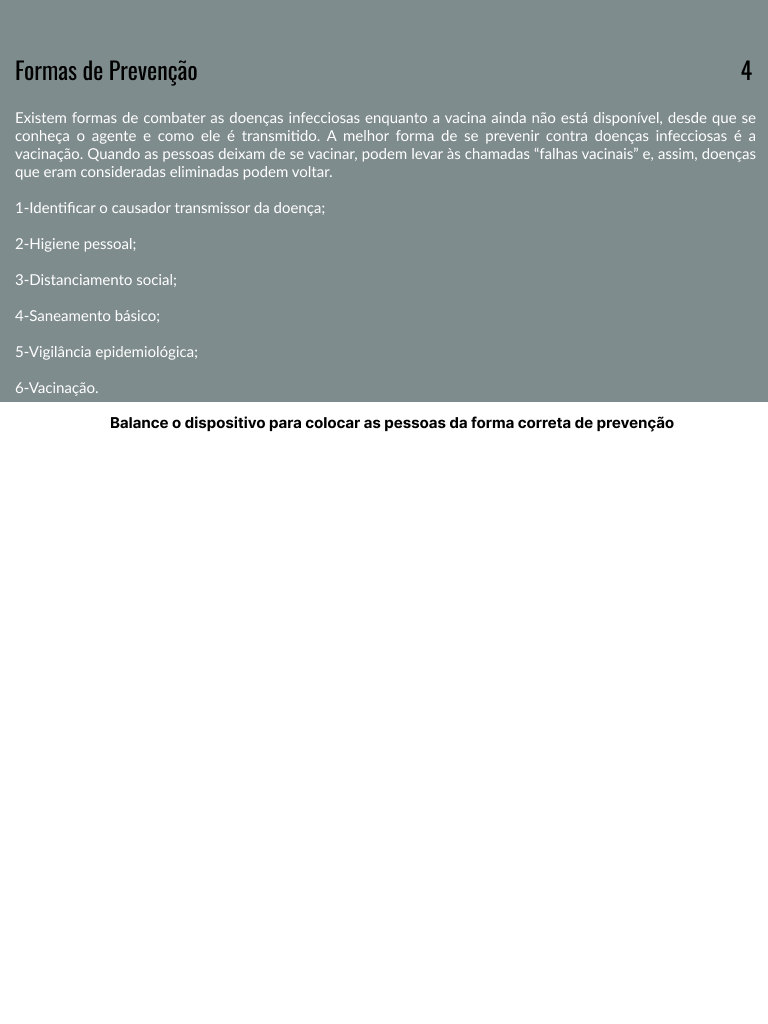 Formas de Prevenção 4
Existem formas de combater as doenças infecciosas enquanto a vacina ainda não está disponível, desde que se
conheça o agente e como ele é transmitido. A melhor forma de se prevenir contra doenças infecciosas é a
vacinação. Quando as pessoas deixam de se vacinar, podem levar às chamadas “falhas vacinais” e, assim, doenças
que eram consideradas eliminadas podem voltar.
1-Identificar o causador transmissor da doença;
2-Higiene pessoal;
3-Distanciamento social;
4-Saneamento básico;
5-Vigilância epidemiológica;
6-Vacinação.
Balance o dispositivo para colocar as pessoas da forma correta de prevenção